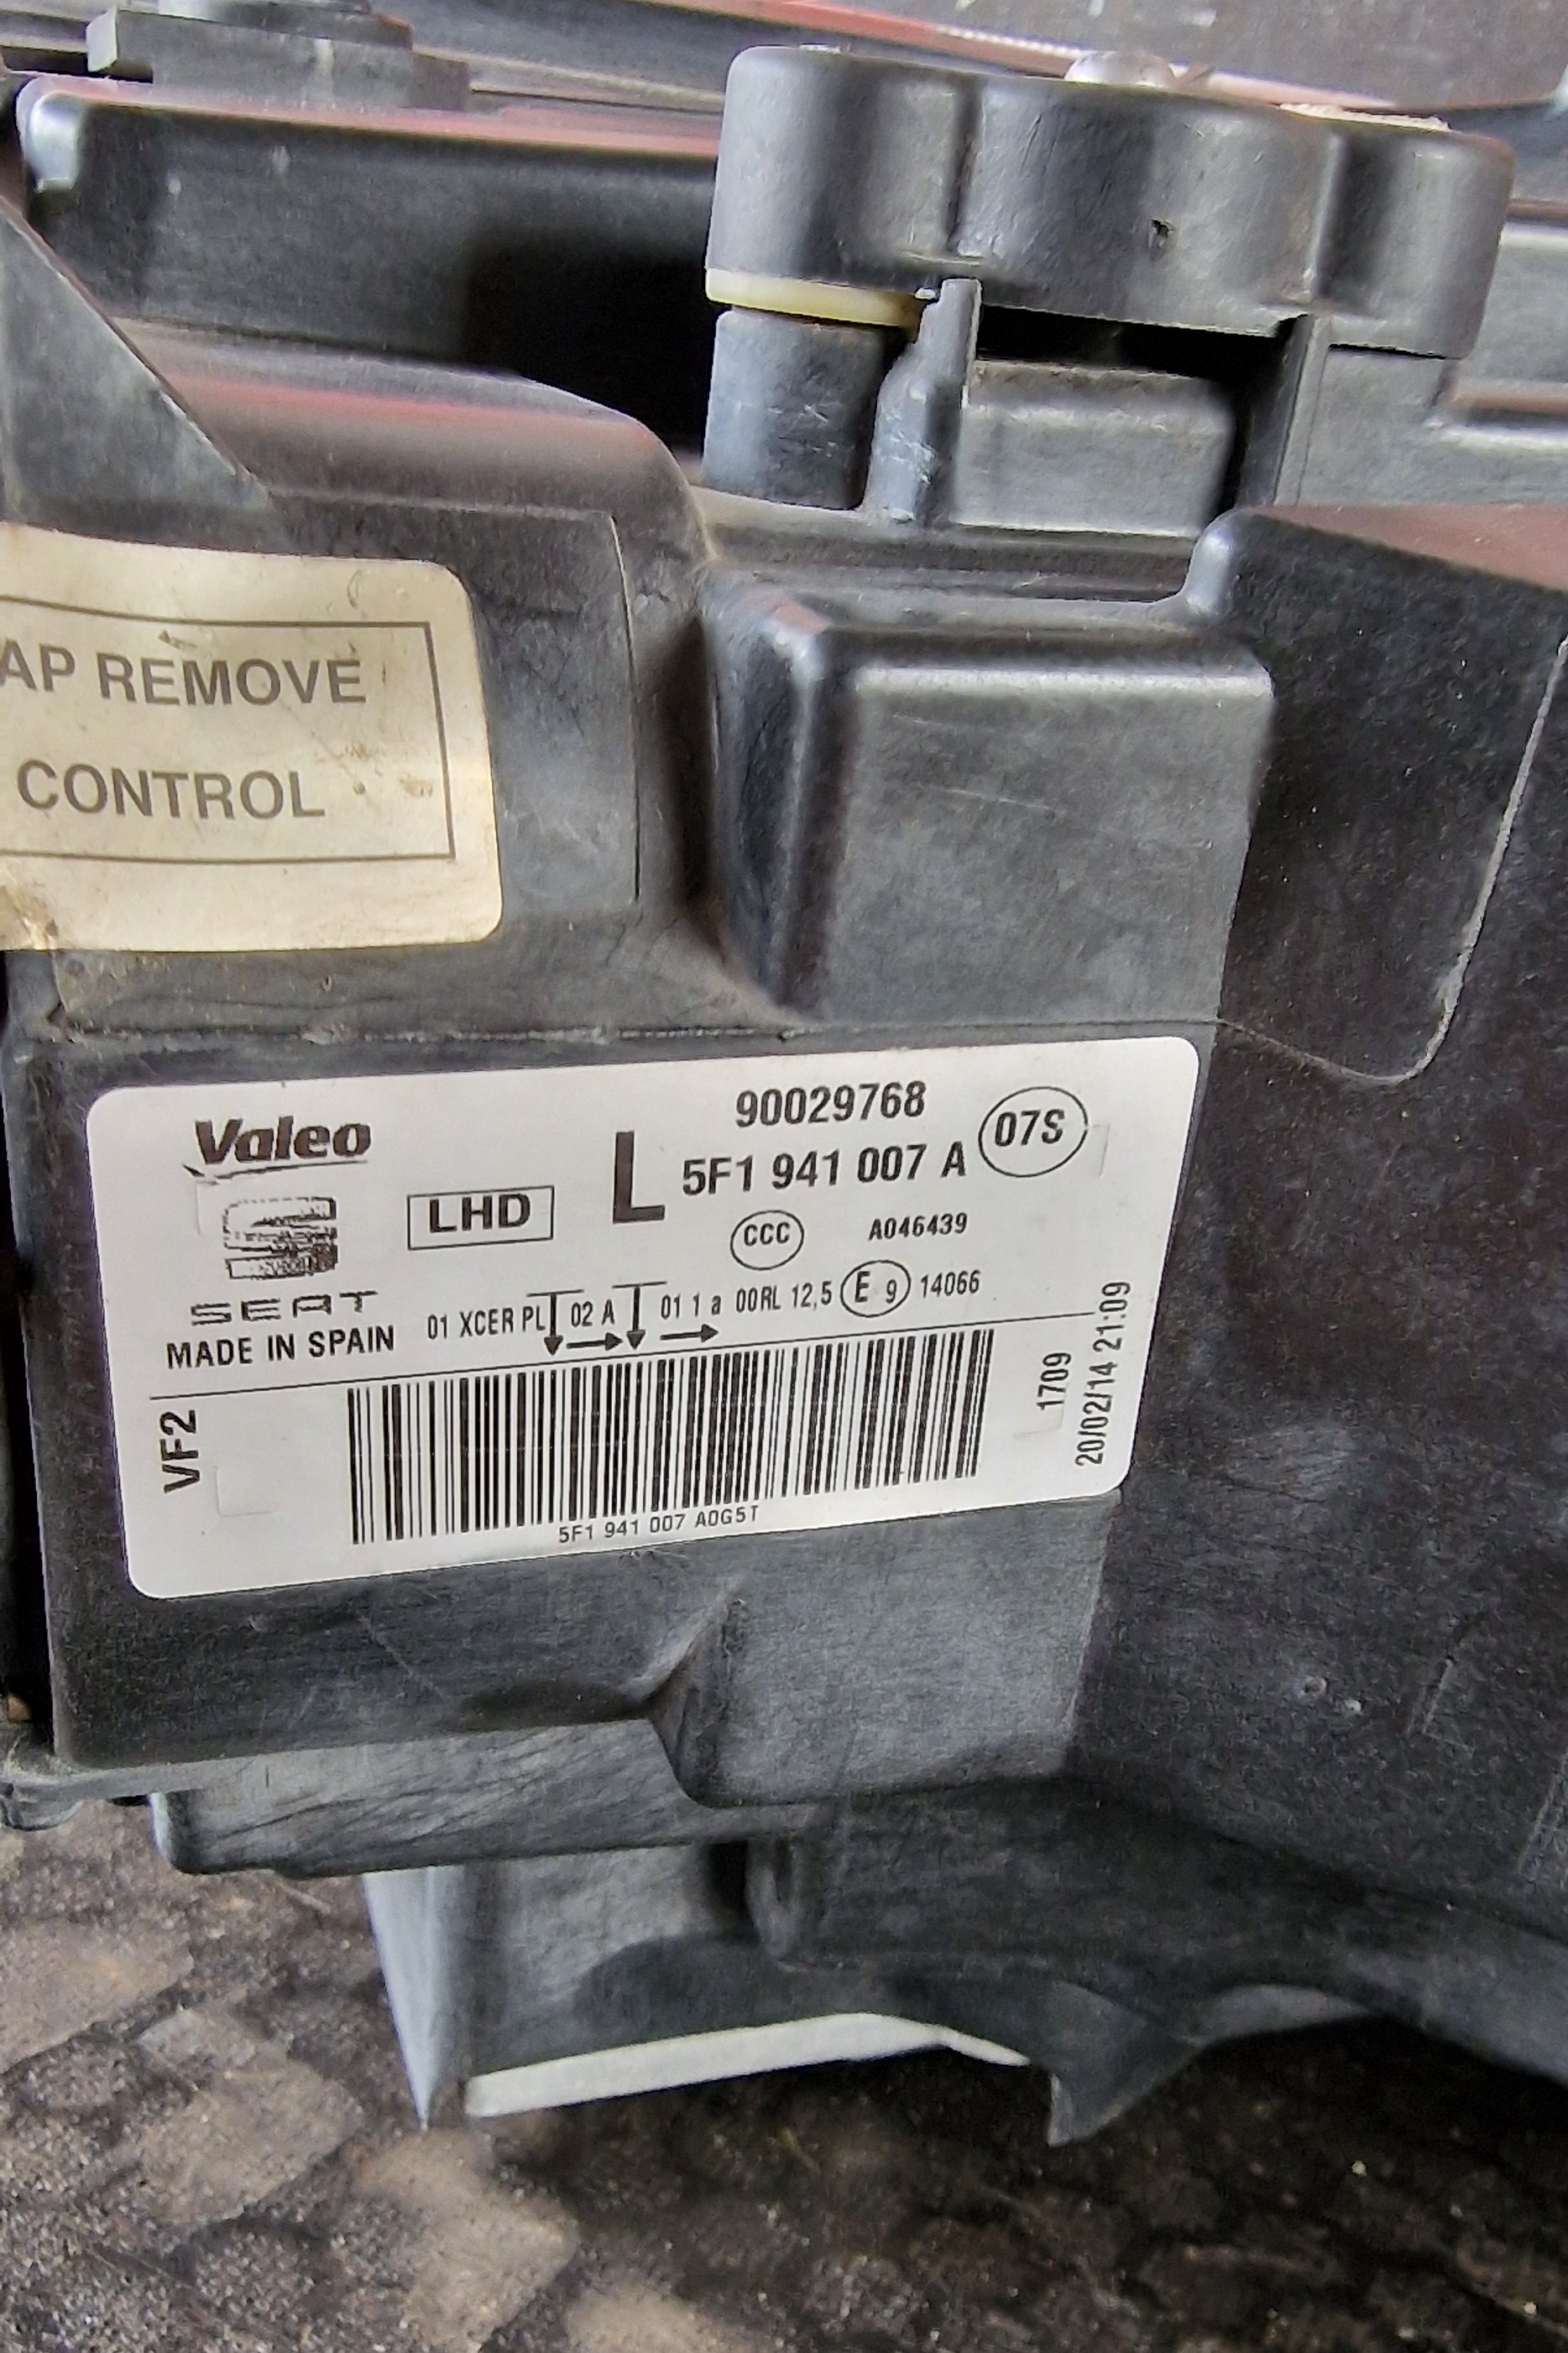 AP REMOVE
CONTROL
Valeo
SEAT
MADE IN SPAIN
LHD
L
90029768
5F1 941 007 A
07S
CCC
A046439
01 XCER PL 02 A 01 1 a 00RL 12,5 E 9 14066
VF2
1709
20/02/14 21:09
5F1 941 007 A0G5T